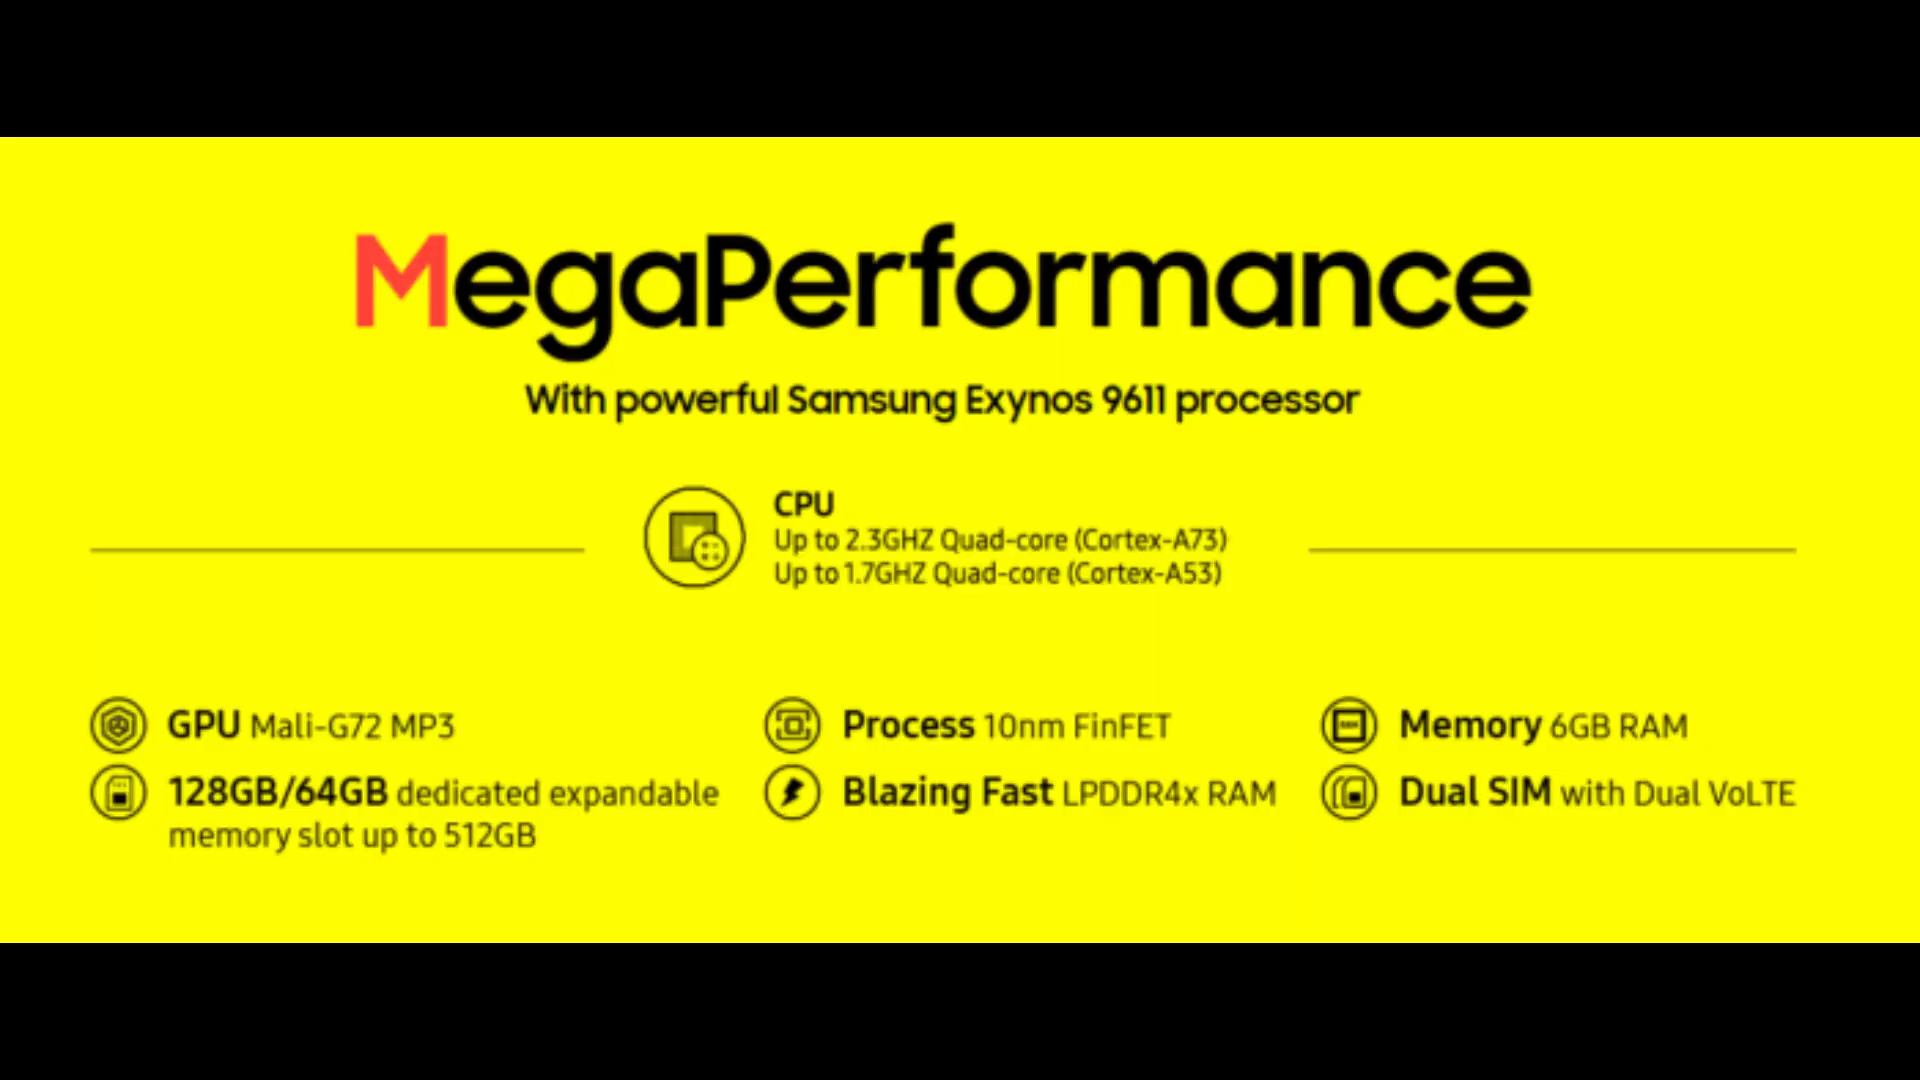 MegaPerformance
With powerful Samsung Exynos 9611 processor
CPU
Up to 2.3GHZ Quad-core (Cortex-A73)
Up to 1.7GHZ Quad-core (Cortex-A53)
GPU Mali-G72 MP3
Process 10nm FinFET
Memory 6GB RAM
128GB/64GB dedicated expandable
memory slot up to 512GB
Blazing Fast LPDDR4x RAM
Dual SIM with Dual VoLTE